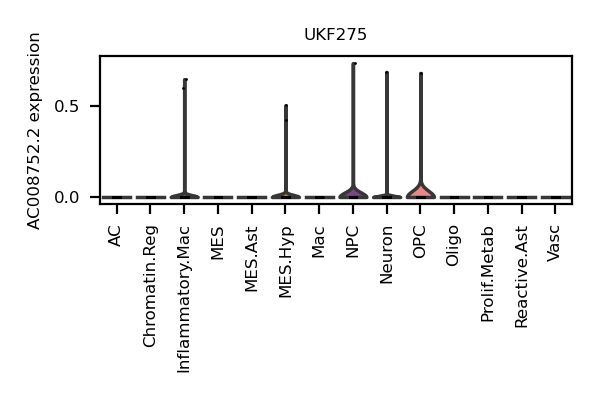 UKF275
AC008752.2 expression
0.5
0.0
AC
Chromatin.Reg
Inflammatory.Mac
MES
MES.Ast
MES.Hyp
Mac
NPC
Neuron
OPC
Oligo
Prolif.Metab
Reactive.Ast
Vasc